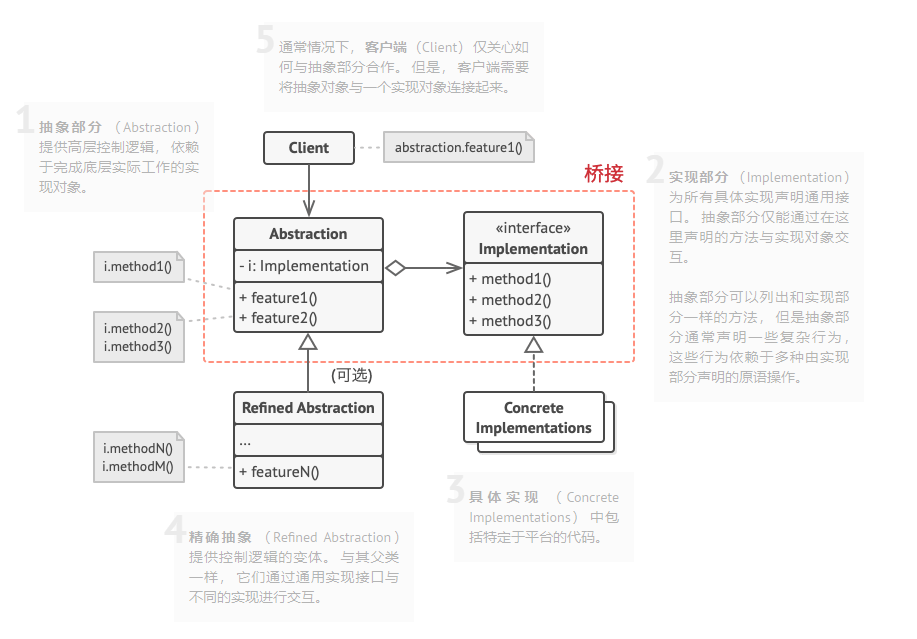 5
通常情况下， 客户端 （Client） 仅关心如
何与抽象部分合作。 但是， 客户端需要
将抽象对象与一个实现对象连接起来。
1
抽象部分 （Abstraction）
提供高层控制逻辑， 依赖
于完成底层实际工作的实
现对象。
Client
abstraction.feature1()
桥接
2
实现部分 （Implementation）
为所有具体实现声明通用接
口。 抽象部分仅能通过在这
里声明的方法与实现对象交
互。
抽象部分可以列出和实现部
分一样的方法， 但是抽象部
分通常声明一些复杂行为，
这些行为依赖于多种由实现
部分声明的原语操作。
Abstraction
- i: Implementation
+ feature1()
+ feature2()
«interface»
Implementation
+ method1()
+ method2()
+ method3()
i.method1()
i.method2()
i.method3()
(可选)
Refined Abstraction
...
+ featureN()
Concrete
Implementations
i.methodN()
i.methodM()
3
具体实现 （Concrete
Implementations） 中包
括特定于平台的代码。
4
精确抽象 （Refined Abstraction）
提供控制逻辑的变体。 与其父类
一样， 它们通过通用实现接口与
不同的实现进行交互。